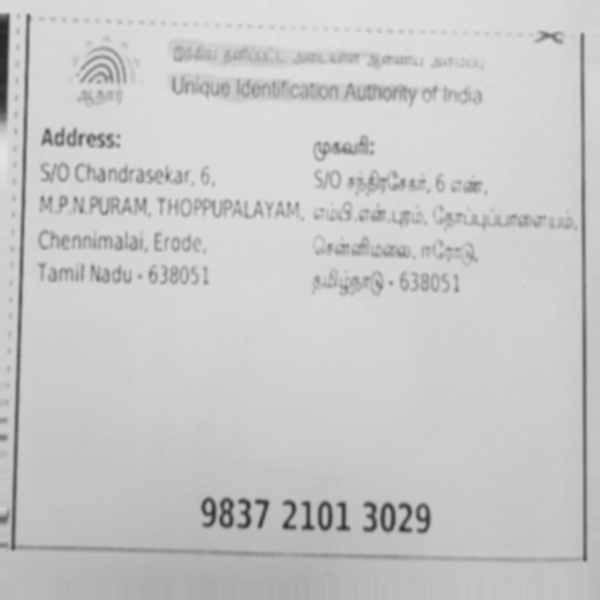 இந்திய தனிப்பட்ட அடையாள ஆணைய அமைப்பு
Unique Identification Authority of India
ஆதார்
Address:
S/O Chandrasekar, 6,
M.P.N.PURAM, THOPPUPALAYAM,
Chennimalai, Erode,
Tamil Nadu - 638051
முகவரி:
S/O சந்திரசேகர், 6 எண்,
எம்.பி.என்.புரம், தோப்புப்பாளையம்,
சென்னிமலை, ஈரோடு,
தமிழ்நாடு - 638051
9837 2101 3029